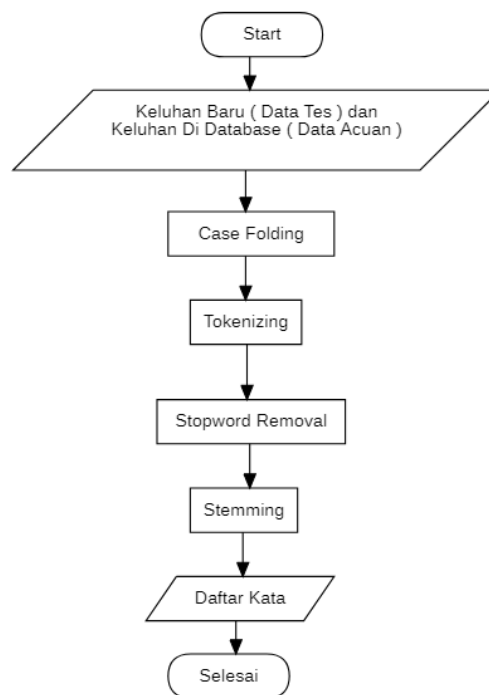 Start
Keluhan Baru ( Data Tes ) dan
Keluhan Di Database ( Data Acuan )
Case Folding
Tokenizing
Stopword Removal
Stemming
Daftar Kata
Selesai